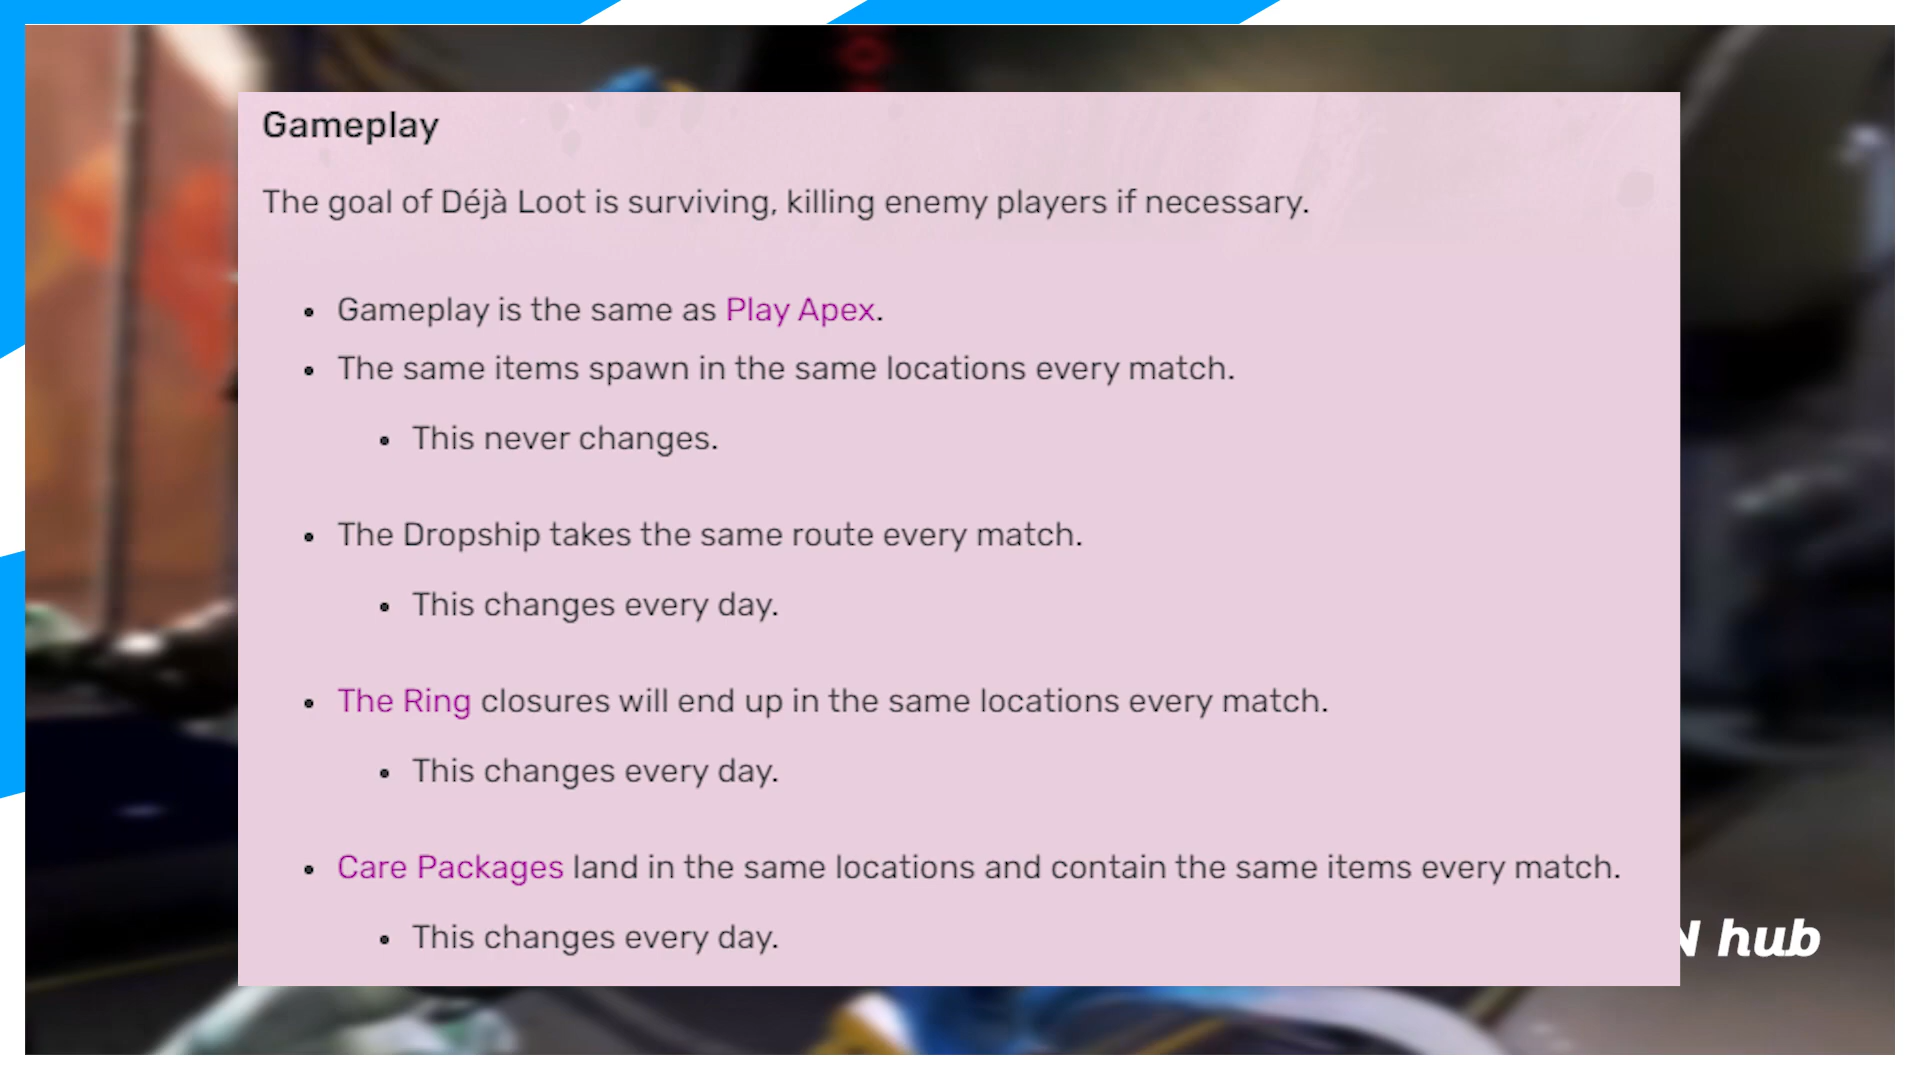 Gameplay
The goal of Déjà Loot is surviving, killing enemy players if necessary.
Gameplay is the same as Play Apex.
The same items spawn in the same locations every match.
This never changes.
The Dropship takes the same route every match.
This changes every day.
The Ring closures will end up in the same locations every match.
This changes every day.
Care Packages land in the same locations and contain the same items every match.
This changes every day.
N hub